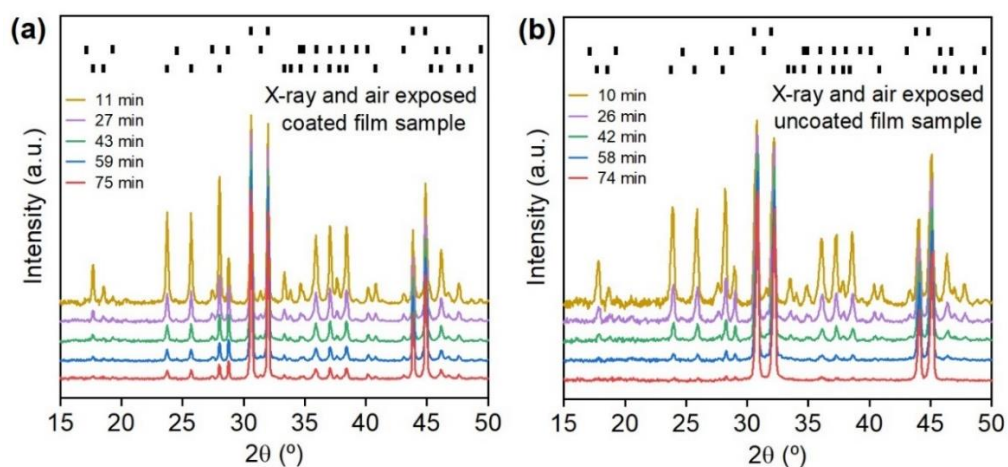 (a)
11 min
27 min
43 min
59 min
75 min
X-ray and air exposed
coated film sample
Intensity (a.u.)
15 20 25 30 35 40 45 50
2θ (º)
(b)
10 min
26 min
42 min
58 min
74 min
X-ray and air exposed
uncoated film sample
Intensity (a.u.)
15 20 25 30 35 40 45 50
2θ (º)